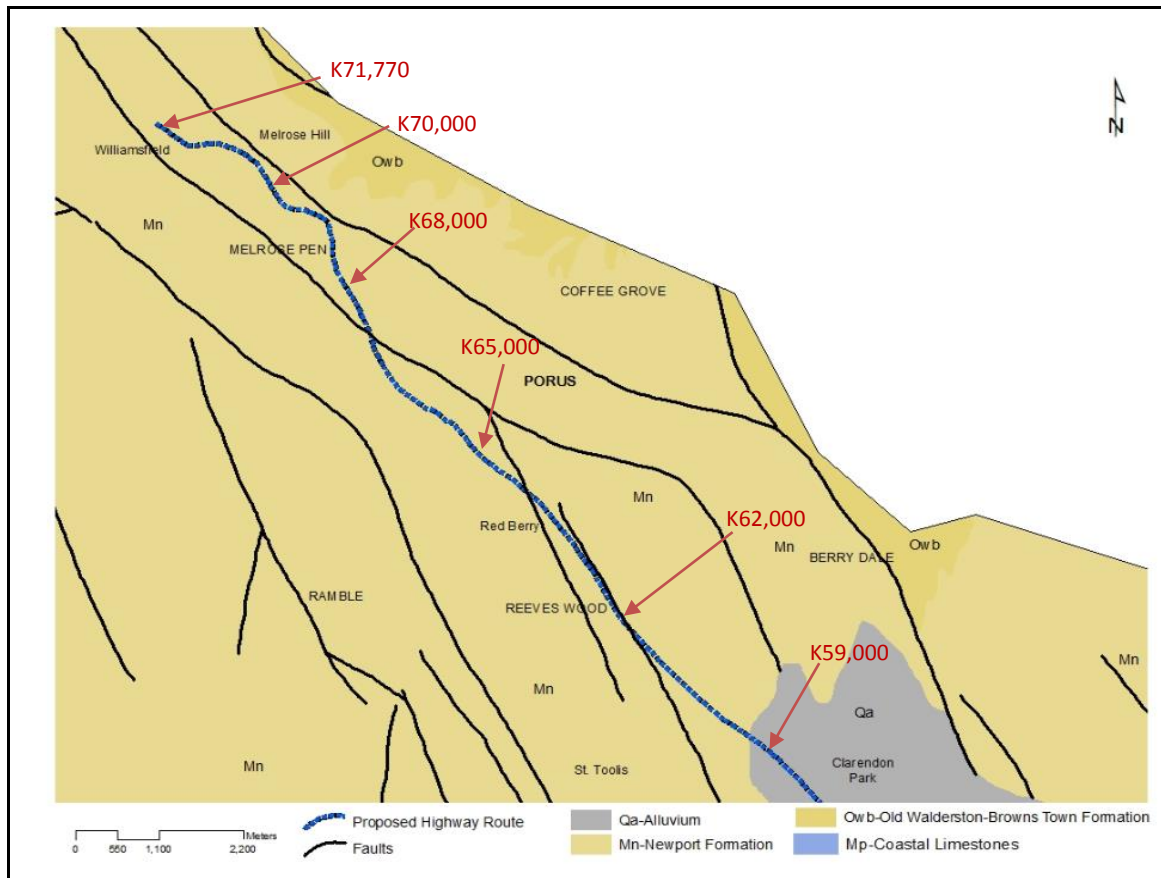 K71,770
K70,000
Melrose Hill
Williamsfield
Owb
Mn
K68,000
MELROSE PEN
COFFEE GROVE
K65,000
PORUS
Mn
K62,000
Red Berry
Mn
Owb
BERRY DALE
RAMBLE
REEVES WOOD
K59,000
Mn
Mn
Qa
Mn
St. Toolis
Clarendon
Park
N
Meters
0 550 1,100 2,200
Proposed Highway Route
Faults
Qa-Alluvium
Mn-Newport Formation
Owb-Old Walderston-Browns Town Formation
Mp-Coastal Limestones